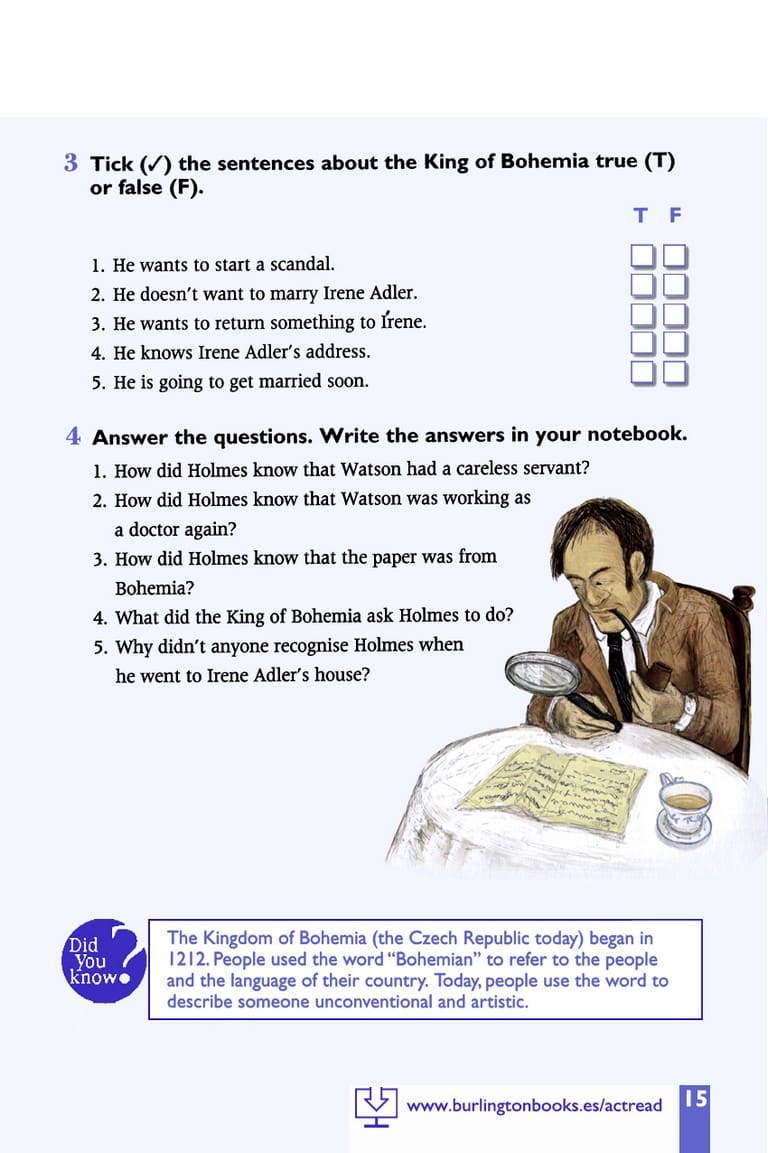 3 Tick (✓) the sentences about the King of Bohemia true (T)
or false (F).
T F
1. He wants to start a scandal.
2. He doesn't want to marry Irene Adler.
3. He wants to return something to Irene.
4. He knows Irene Adler's address.
5. He is going to get married soon.
4 Answer the questions. Write the answers in your notebook.
1. How did Holmes know that Watson had a careless servant?
2. How did Holmes know that Watson was working as
a doctor again?
3. How did Holmes know that the paper was from
Bohemia?
4. What did the King of Bohemia ask Holmes to do?
5. Why didn't anyone recognise Holmes when
he went to Irene Adler's house?
Did
You
know?
The Kingdom of Bohemia (the Czech Republic today) began in
1212. People used the word "Bohemian" to refer to the people
and the language of their country. Today, people use the word to
describe someone unconventional and artistic.
www.burlingtonbooks.es/actread
15